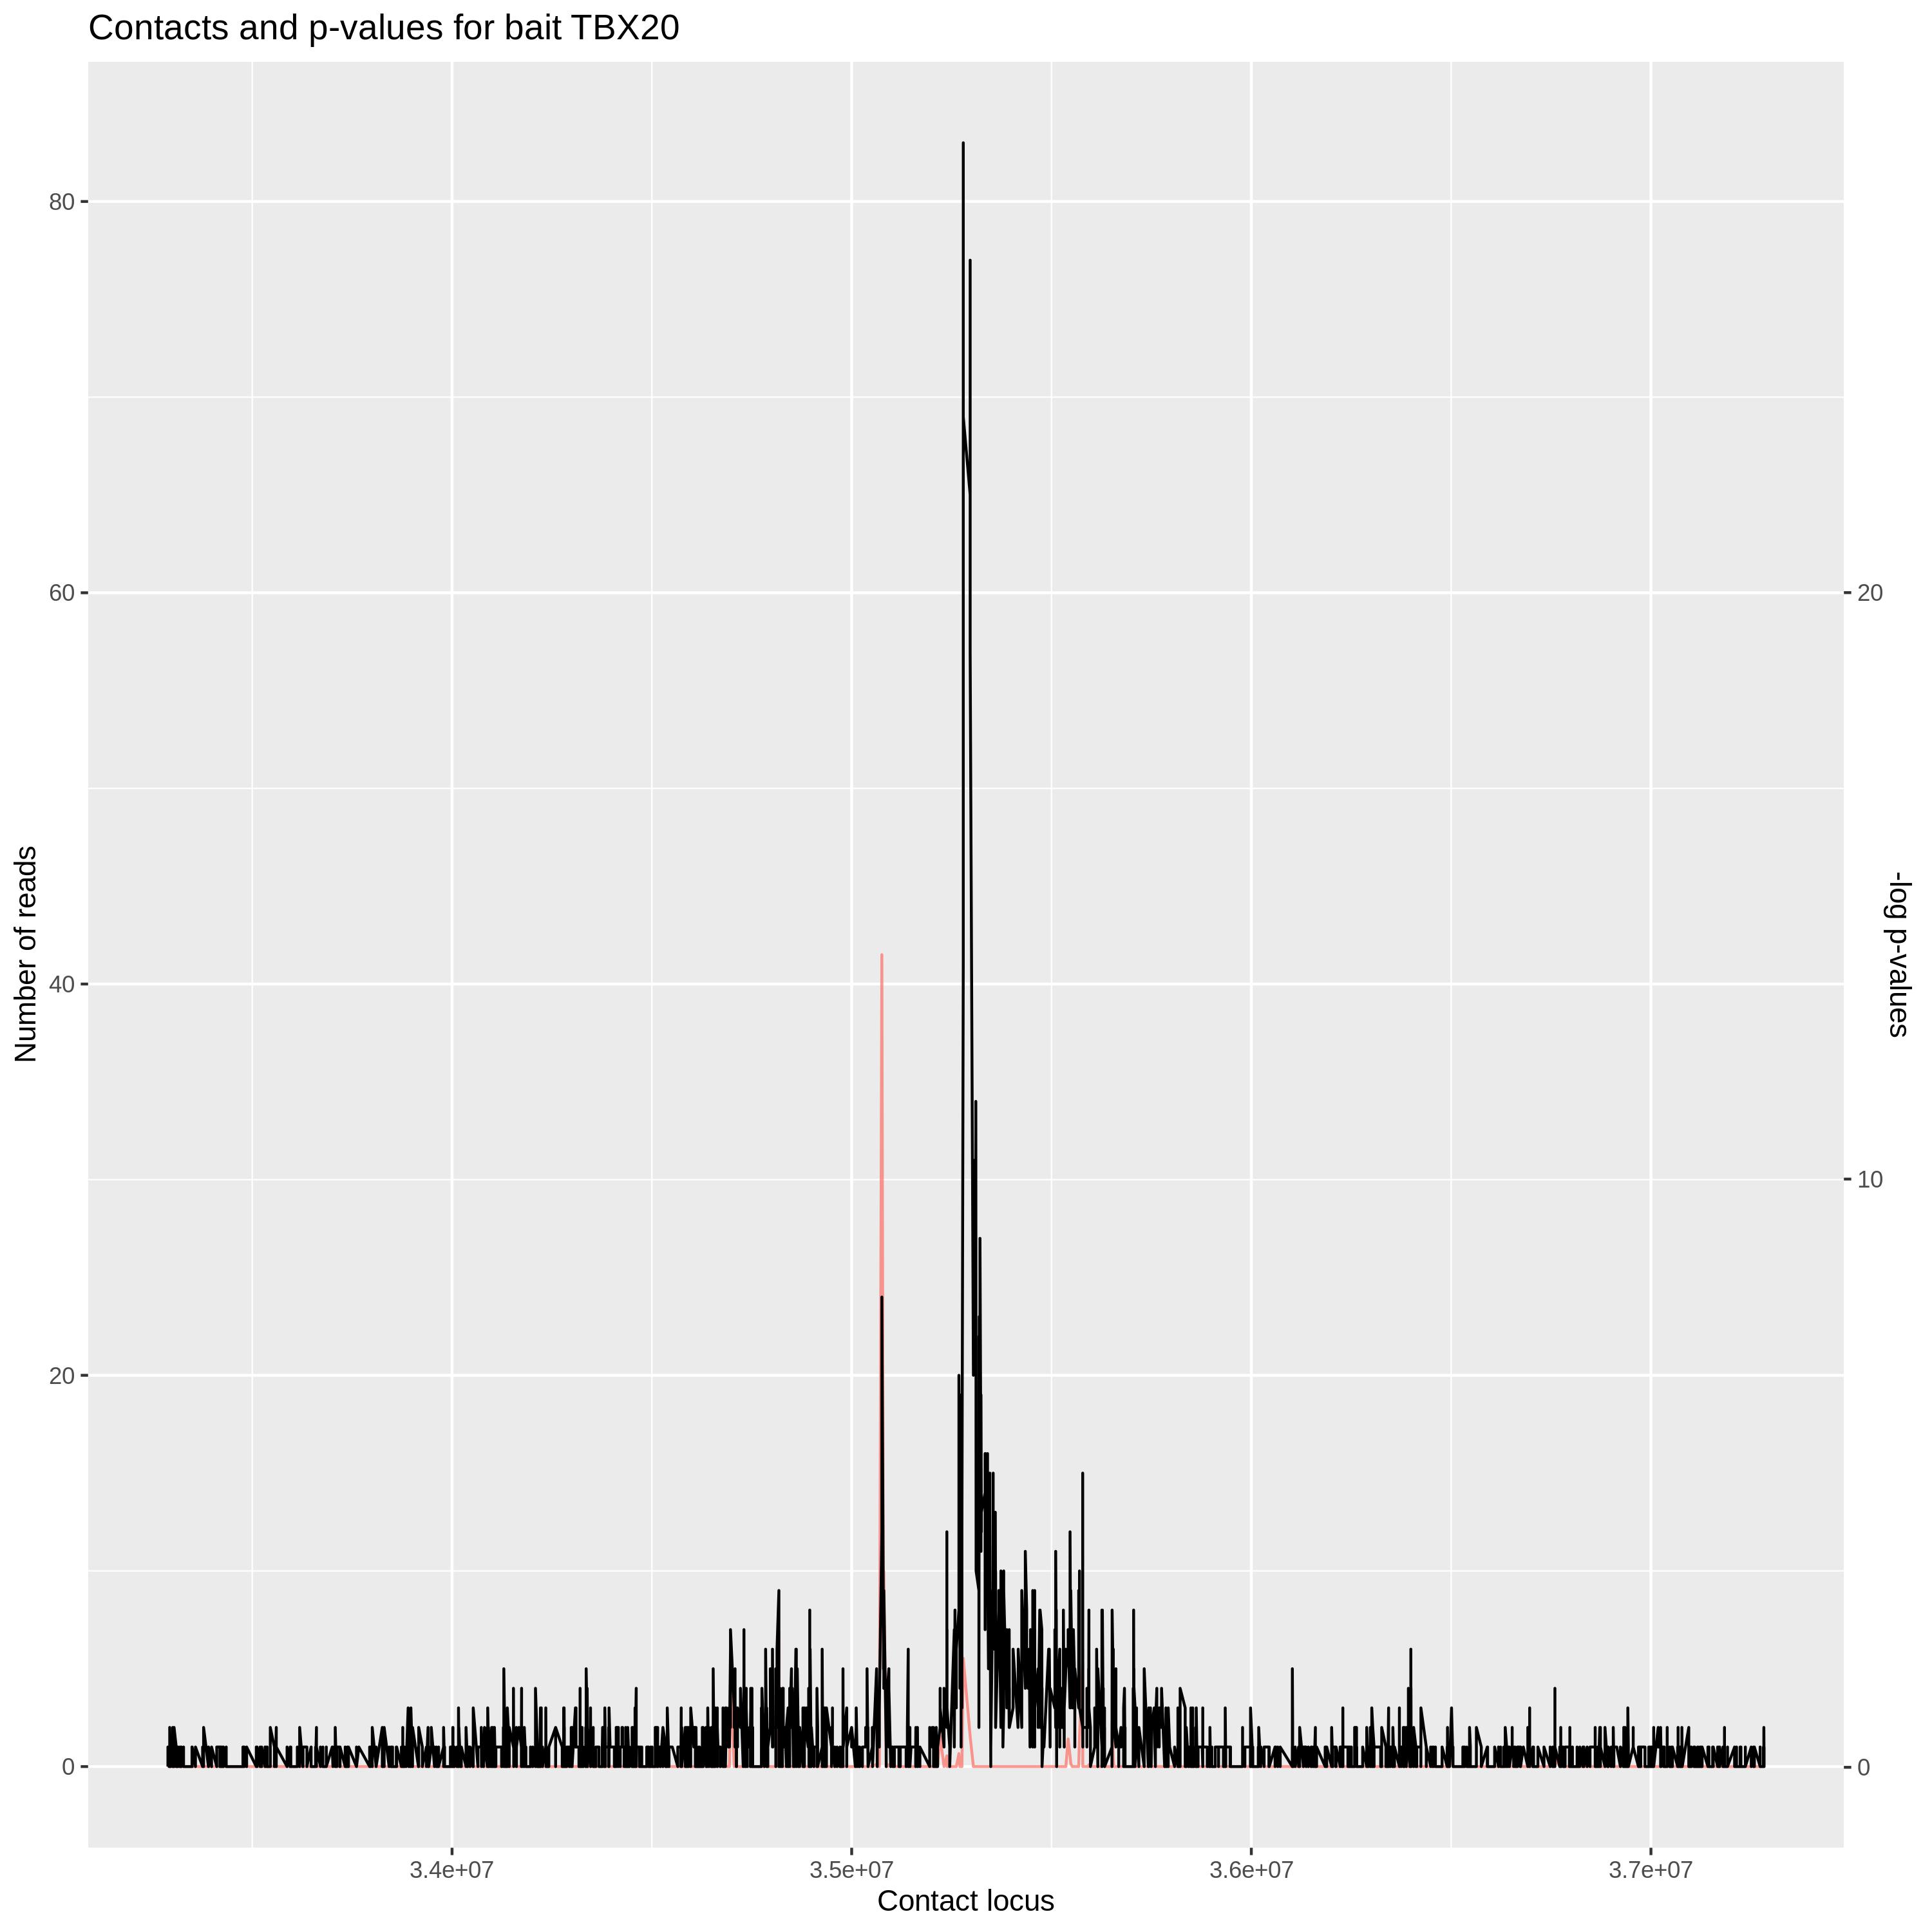 Contacts and p-values for bait TBX20
80
60
40
20
0
Number of reads
20
10
0
-log p-values
3.4e+07
3.5e+07
3.6e+07
3.7e+07
Contact locus